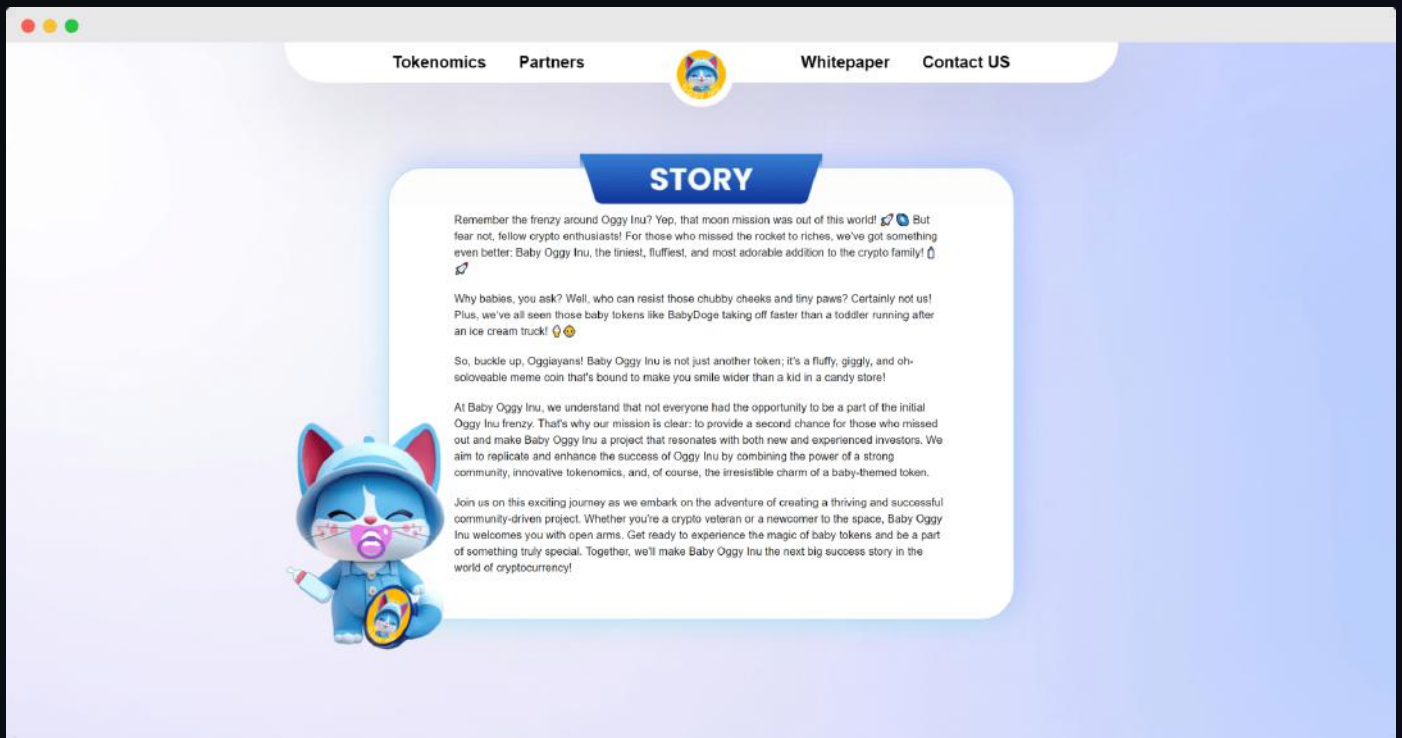 Tokenomics Partners Whitepaper Contact US
STORY
Remember the frenzy around Oggy Inu? Yep, that moon mission was out of this world! 🚀 🌎 But
fear not, fellow crypto enthusiasts! For those who missed the rocket to riches, we've got something
even better: Baby Oggy Inu, the tiniest, fluffiest, and most adorable addition to the crypto family! 🍼
🚀
Why babies, you ask? Well, who can resist those chubby cheeks and tiny paws? Certainly not us!
Plus, we've all seen those baby tokens like BabyDoge taking off faster than a toddler running after
an ice cream truck! 🍦👶
So, buckle up, Oggiayans! Baby Oggy Inu is not just another token; it's a fluffy, giggly, and oh-
soloveable meme coin that's bound to make you smile wider than a kid in a candy store!
At Baby Oggy Inu, we understand that not everyone had the opportunity to be a part of the initial
Oggy Inu frenzy. That's why our mission is clear: to provide a second chance for those who missed
out and make Baby Oggy Inu a project that resonates with both new and experienced investors. We
aim to replicate and enhance the success of Oggy Inu by combining the power of a strong
community, innovative tokenomics, and, of course, the irresistible charm of a baby-themed token.
Join us on this exciting journey as we embark on the adventure of creating a thriving and successful
community-driven project. Whether you're a crypto veteran or a newcomer to the space, Baby Oggy
Inu welcomes you with open arms. Get ready to experience the magic of baby tokens and be a part
of something truly special. Together, we'll make Baby Oggy Inu the next big success story in the
world of cryptocurrency!